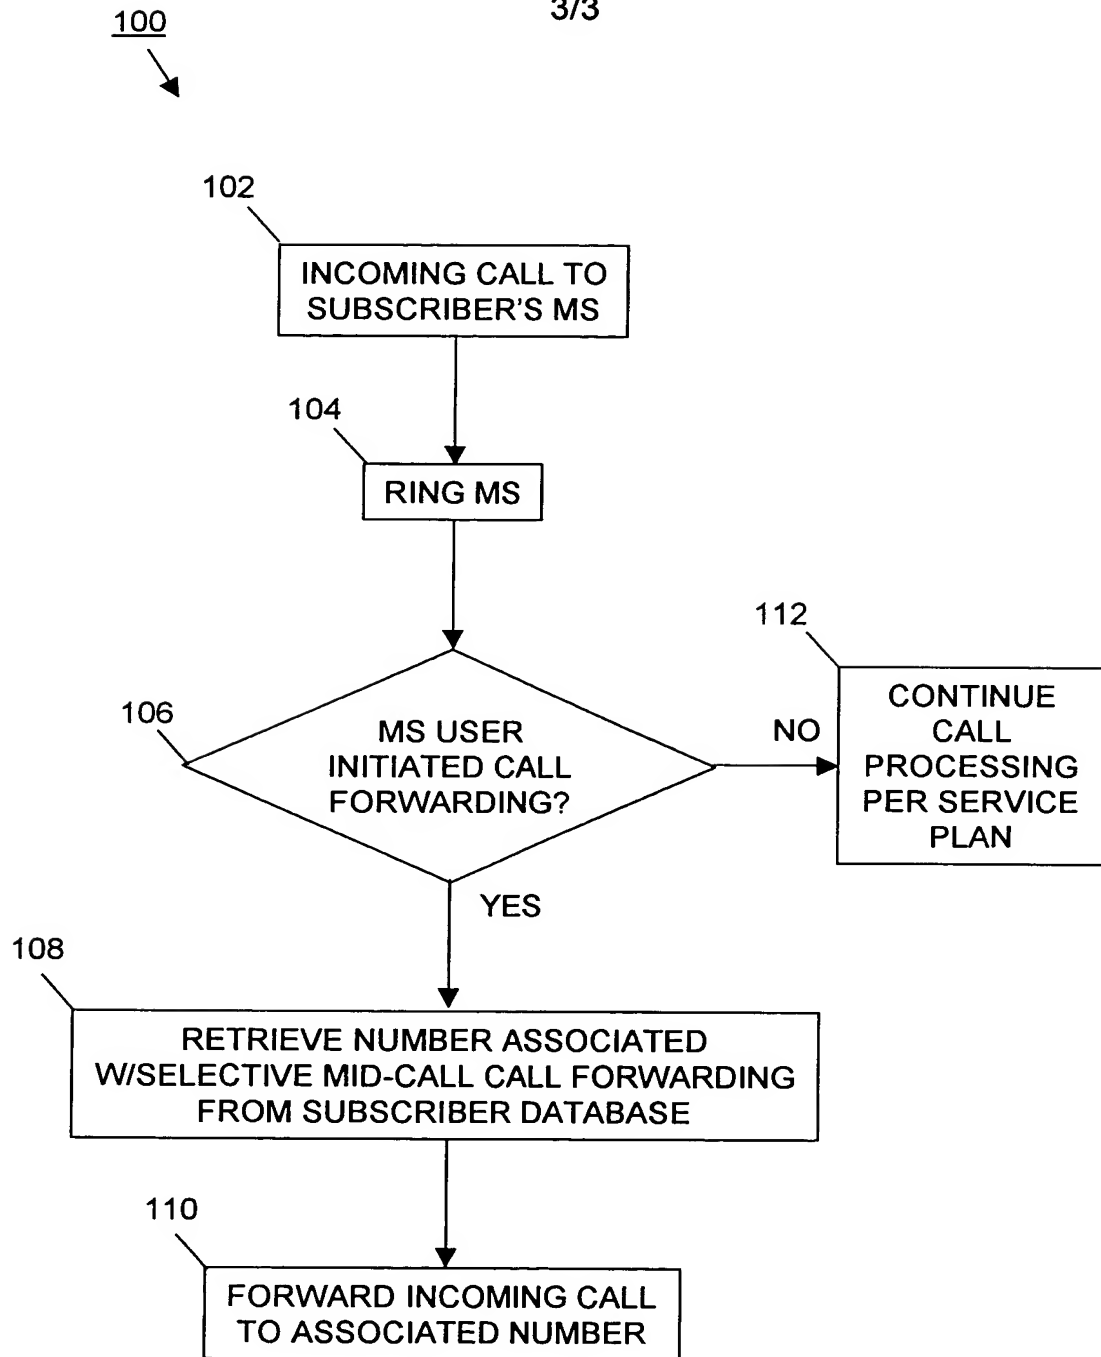 3/3
100
102
INCOMING CALL TO
SUBSCRIBER'S MS
104
RING MS
112
CONTINUE
CALL
PROCESSING
PER SERVICE
PLAN
106
MS USER
INITIATED CALL
FORWARDING?
NO
YES
108
RETRIEVE NUMBER ASSOCIATED
W/SELECTIVE MID-CALL CALL FORWARDING
FROM SUBSCRIBER DATABASE
110
FORWARD INCOMING CALL
TO ASSOCIATED NUMBER